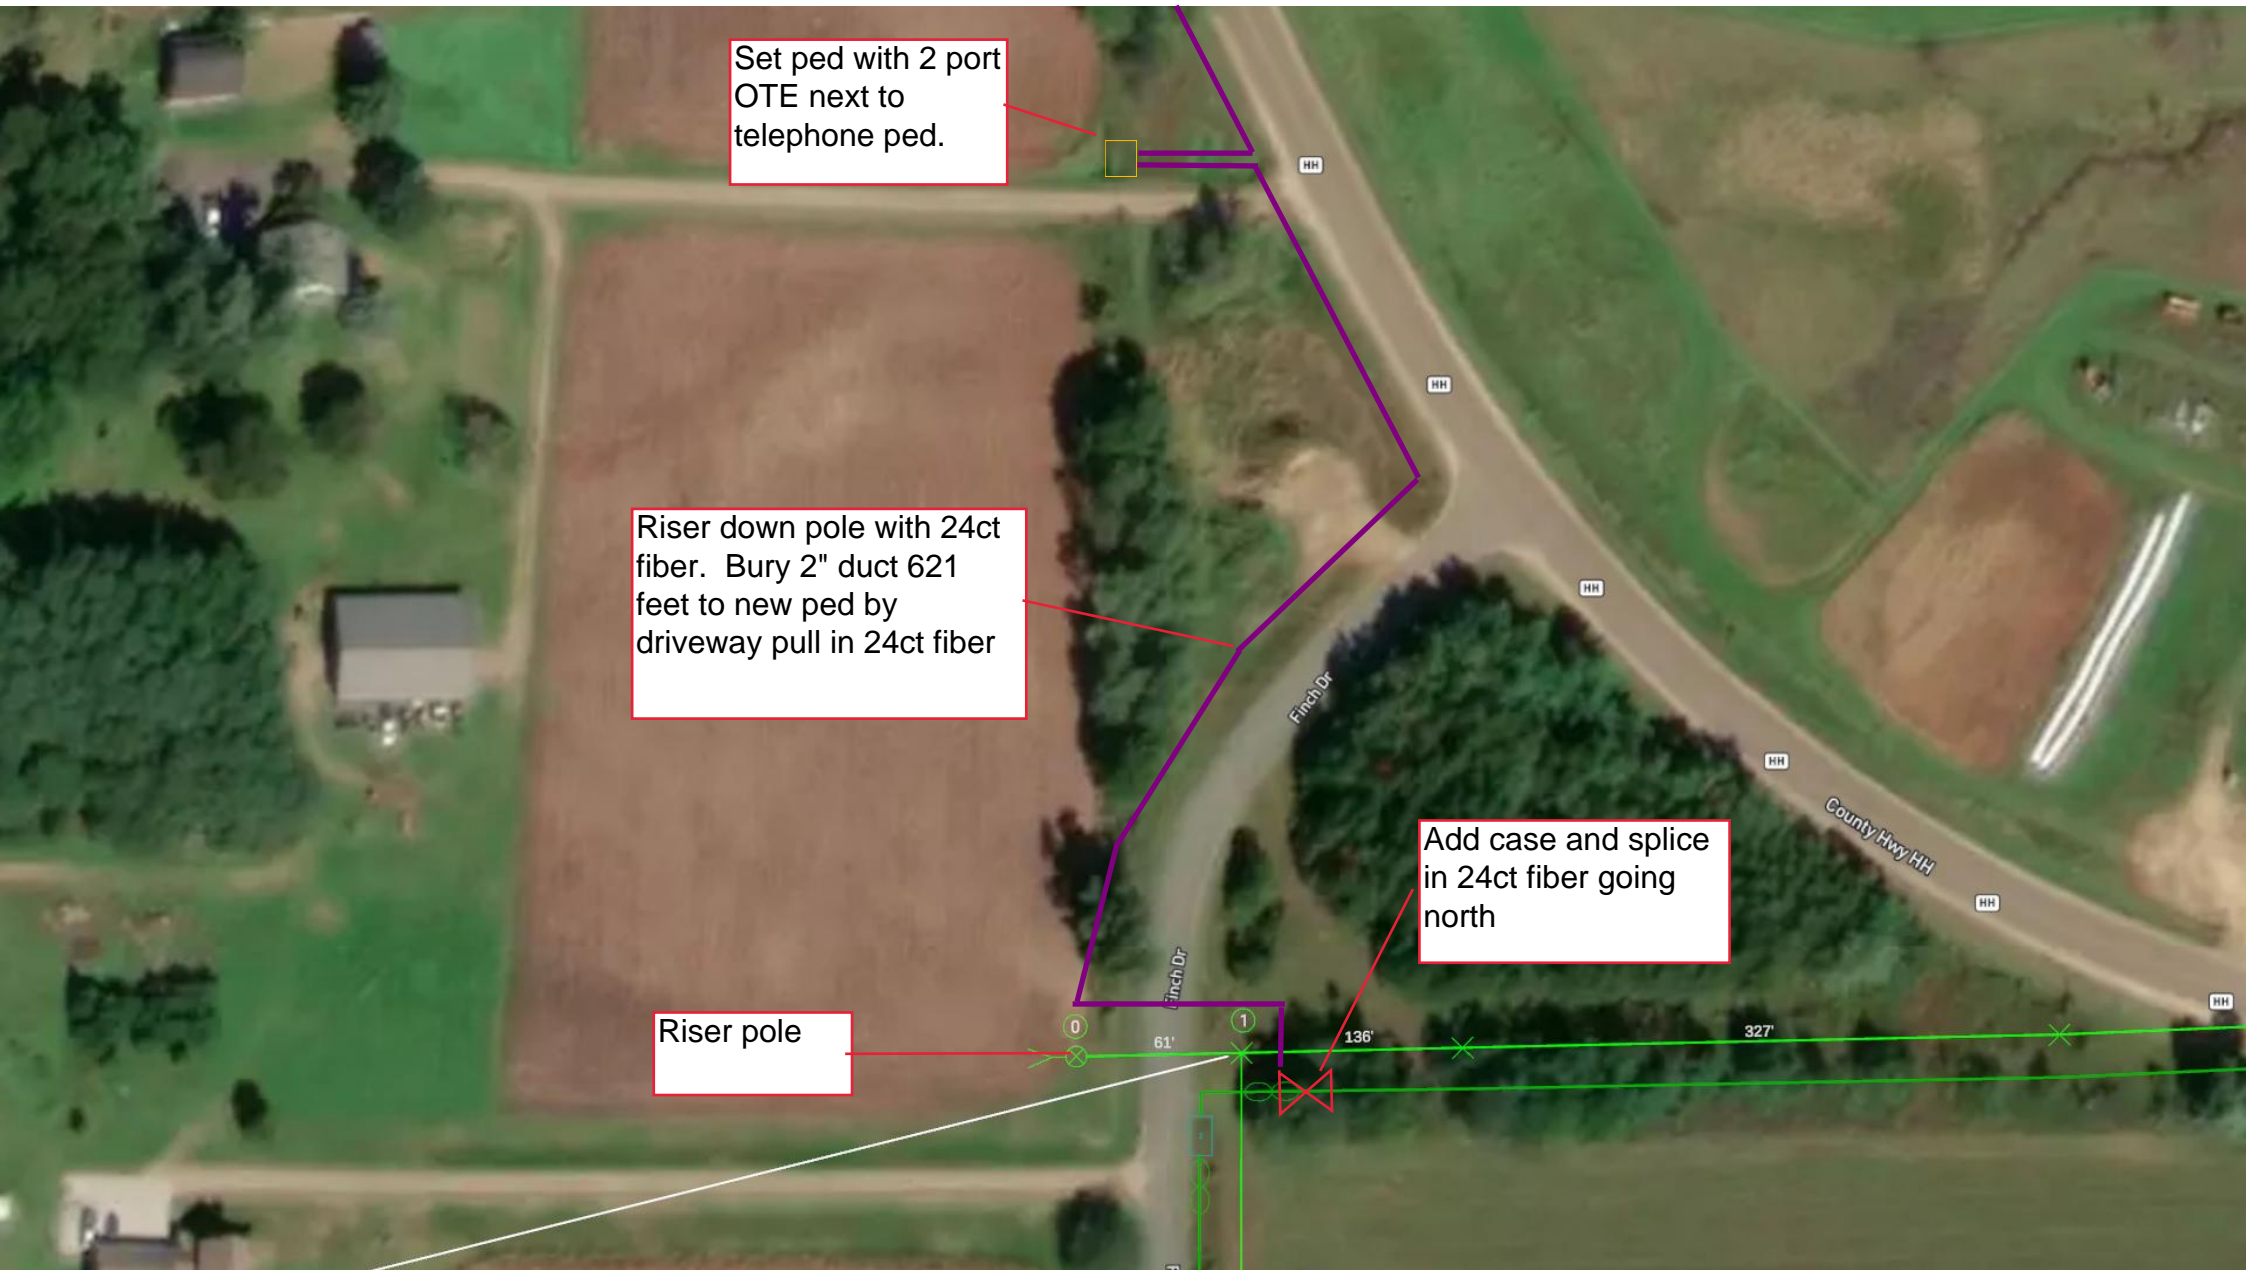 Set ped with 2 port
OTE next to
telephone ped.
HH
HH
Riser down pole with 24ct
fiber.  Bury 2" duct 621
feet to new ped by
driveway pull in 24ct fiber
HH
Finch Dr
HH
County Hwy HH
Add case and splice
in 24ct fiber going
north
HH
Finch Dr
HH
Riser pole
0
1
61'
136'
327'